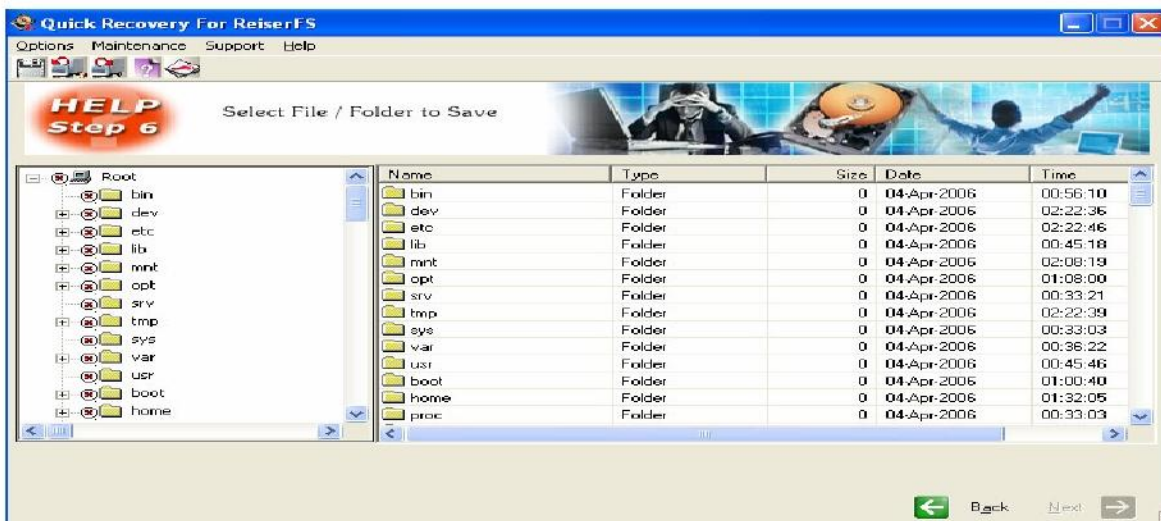 Quick Recovery For ReiserFS
Options Maintenance Support Help
HELP
Step 6
Select File / Folder to Save
Root
bin
dev
etc
lib
mnt
opt
srv
tmp
sys
var
usr
boot
home
Name Type Size Date Time
bin Folder 0 04-Apr-2006 00:56:10
dev Folder 0 04-Apr-2006 02:22:36
etc Folder 0 04-Apr-2006 02:22:46
lib Folder 0 04-Apr-2006 00:45:18
mnt Folder 0 04-Apr-2006 02:08:19
opt Folder 0 04-Apr-2006 01:08:00
srv Folder 0 04-Apr-2006 00:33:21
tmp Folder 0 04-Apr-2006 02:22:39
sys Folder 0 04-Apr-2006 00:33:03
var Folder 0 04-Apr-2006 00:36:22
usr Folder 0 04-Apr-2006 00:45:46
boot Folder 0 04-Apr-2006 01:00:40
home Folder 0 04-Apr-2006 01:32:05
proc Folder 0 04-Apr-2006 00:33:03
Back Next